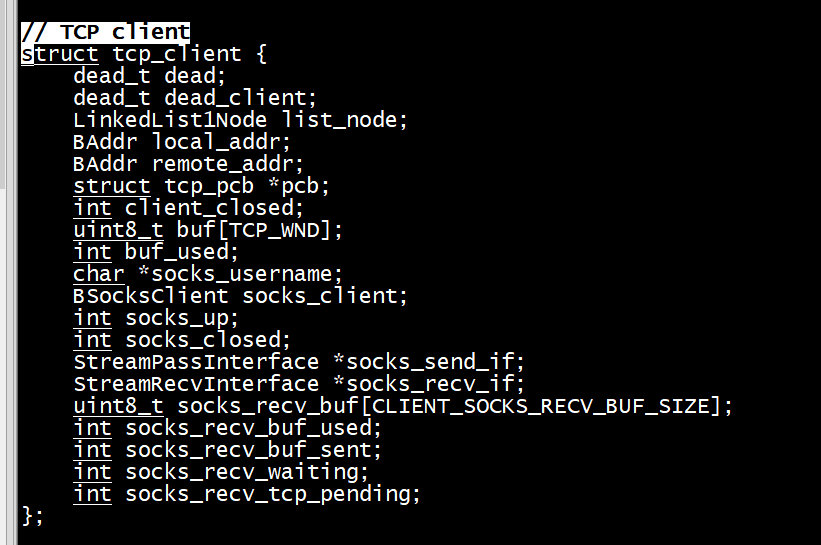 // TCP client
struct tcp_client {
    dead_t dead;
    dead_t dead_client;
    LinkedList1Node list_node;
    BAddr local_addr;
    BAddr remote_addr;
    struct tcp_pcb *pcb;
    int client_closed;
    uint8_t buf[TCP_WND];
    int buf_used;
    char *socks_username;
    BSocksClient socks_client;
    int socks_up;
    int socks_closed;
    StreamPassInterface *socks_send_if;
    StreamRecvInterface *socks_recv_if;
    uint8_t socks_recv_buf[CLIENT_SOCKS_RECV_BUF_SIZE];
    int socks_recv_buf_used;
    int socks_recv_buf_sent;
    int socks_recv_waiting;
    int socks_recv_tcp_pending;
};